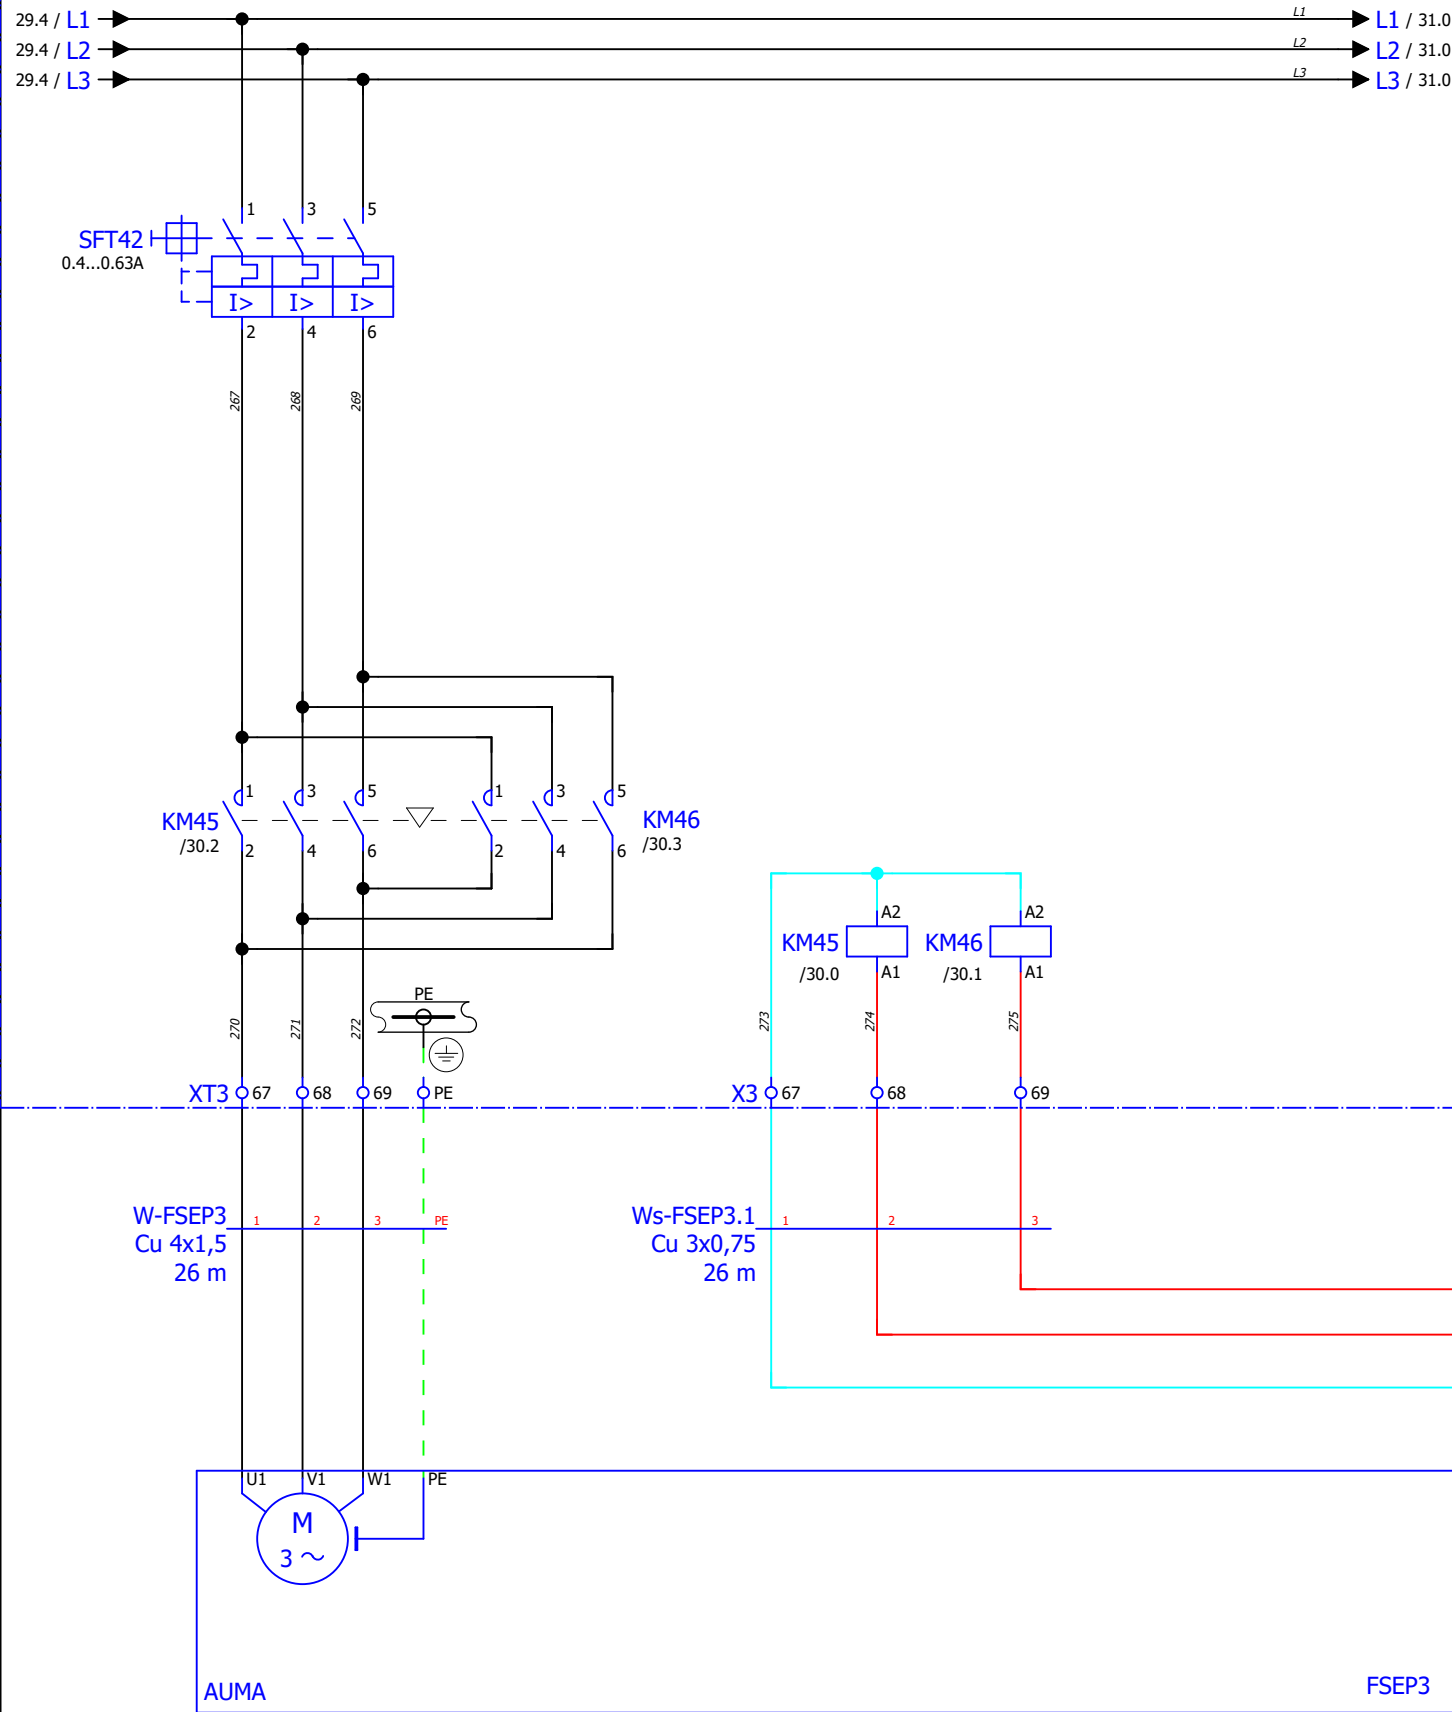 29.4 / L1 L1 L1 / 31.0
29.4 / L2 L2 L2 / 31.0
29.4 / L3 L3 L3 / 31.0
1 3 5
SFT42
0.4...0.63A
I> I> I>
2 4 6
267 268 269
1 3 5 1 3 5
KM45 KM46
/30.2 /30.3
2 4 6 2 4 6
A2 A2
KM45 KM46
/30.0 A1 /30.1 A1
PE
270 271 272 273 274 275
XT3 67 68 69 PE X3 67 68 69
W-FSEP3 1 2 3 PE Ws-FSEP3.1 1 2 3
Cu 4x1,5 Cu 3x0,75
26 m 26 m
U1 V1 W1 PE
M
3 ~
AUMA FSEP3